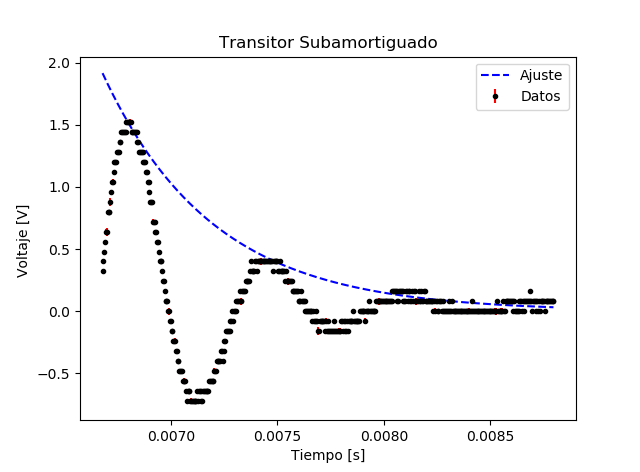 Transitor Subamortiguado
Ajuste
Datos
Voltaje [V]
2.0
1.5
1.0
0.5
0.0
−0.5
0.0070
0.0075
0.0080
0.0085
Tiempo [s]